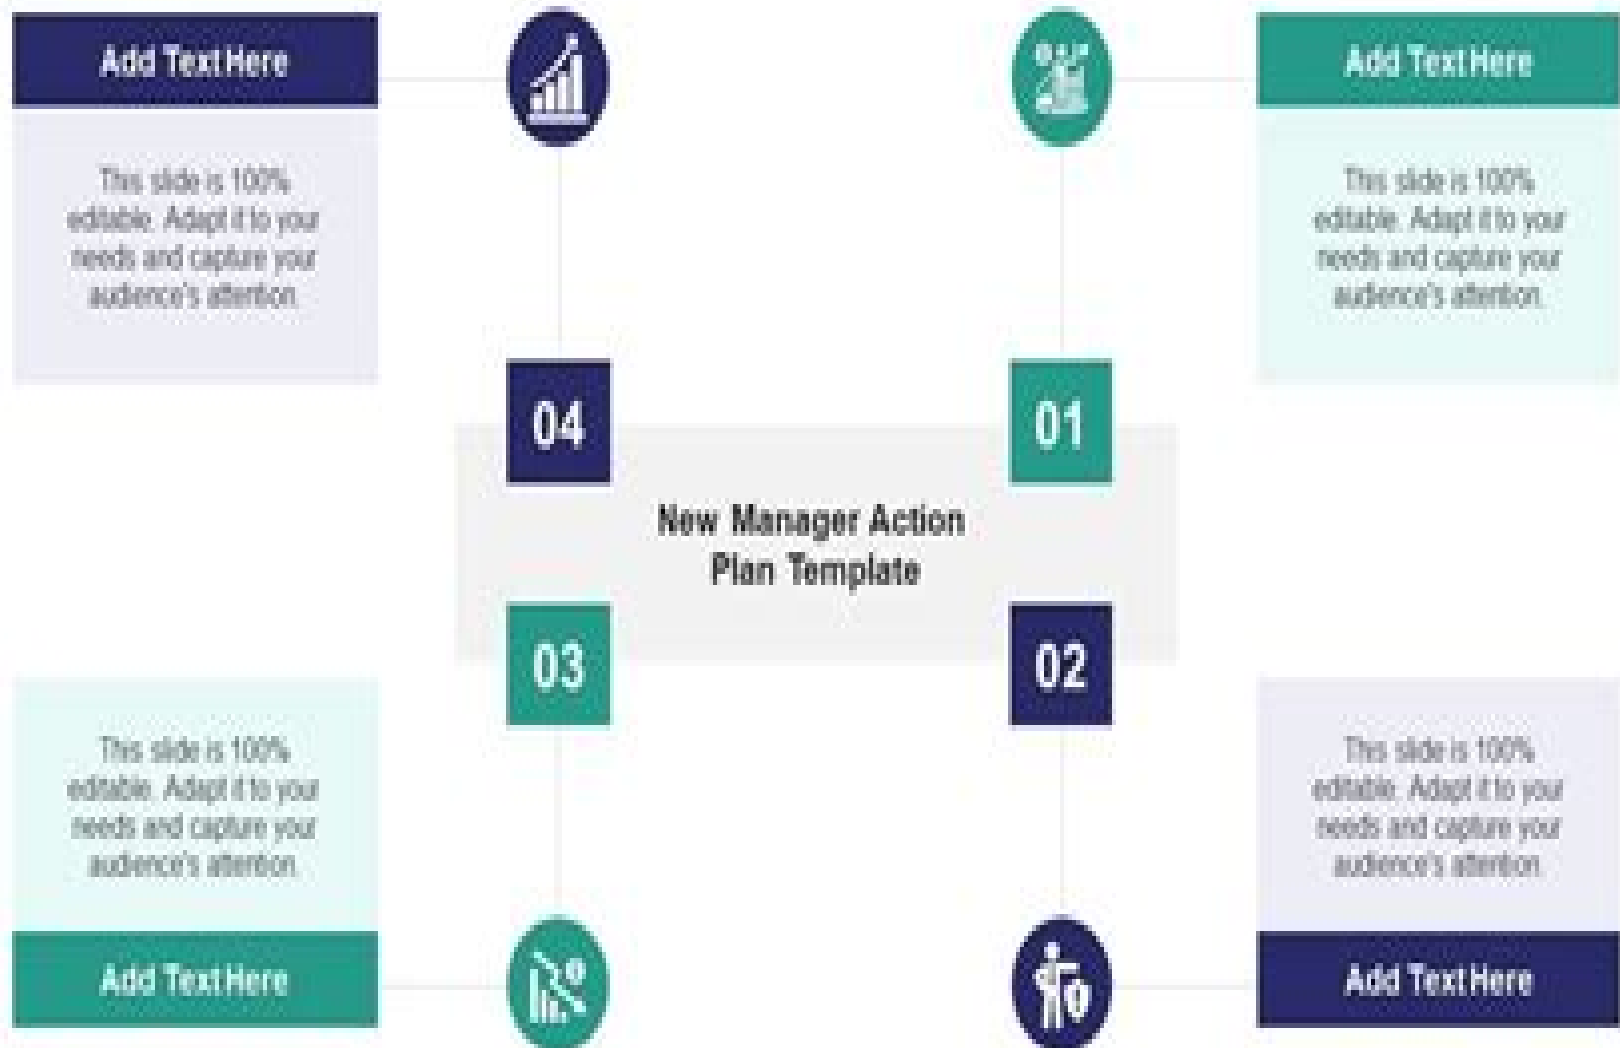 Add Text Here
This slide is 100%
editable. Adapt it to your
needs and capture your
audience's attention.
Add Text Here
This slide is 100%
editable. Adapt it to your
needs and capture your
audience's attention.
04
01
New Manager Action
Plan Template
03
02
This slide is 100%
editable. Adapt it to your
needs and capture your
audience's attention.
Add Text Here
This slide is 100%
editable. Adapt it to your
needs and capture your
audience's attention.
Add Text Here